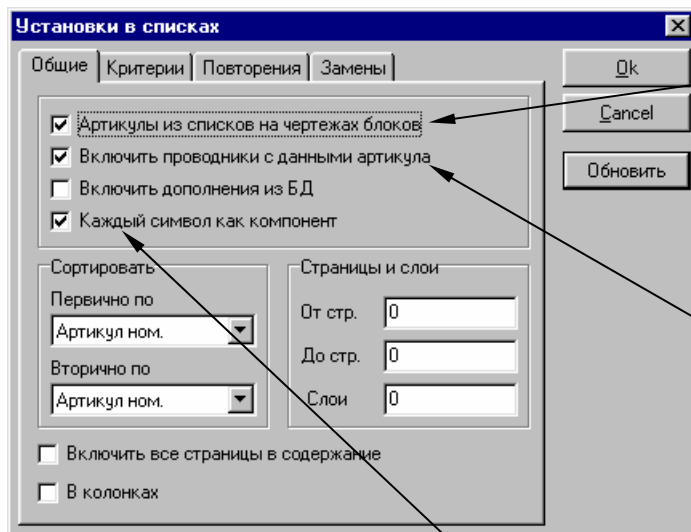 Установки в списках
Общие
Критерии
Повторения
Замены
Ok
Cancel
Обновить
Артикулы из списков на чертежах блоков
Включить проводники с данными артикула
Включить дополнения из БД
Каждый символ как компонент
Сортировать
Первично по
Артикул ном.
Вторично по
Артикул ном.
Страницы и слои
От стр.
0
До стр.
0
Слои
0
Включить все страницы в содержание
В колонках